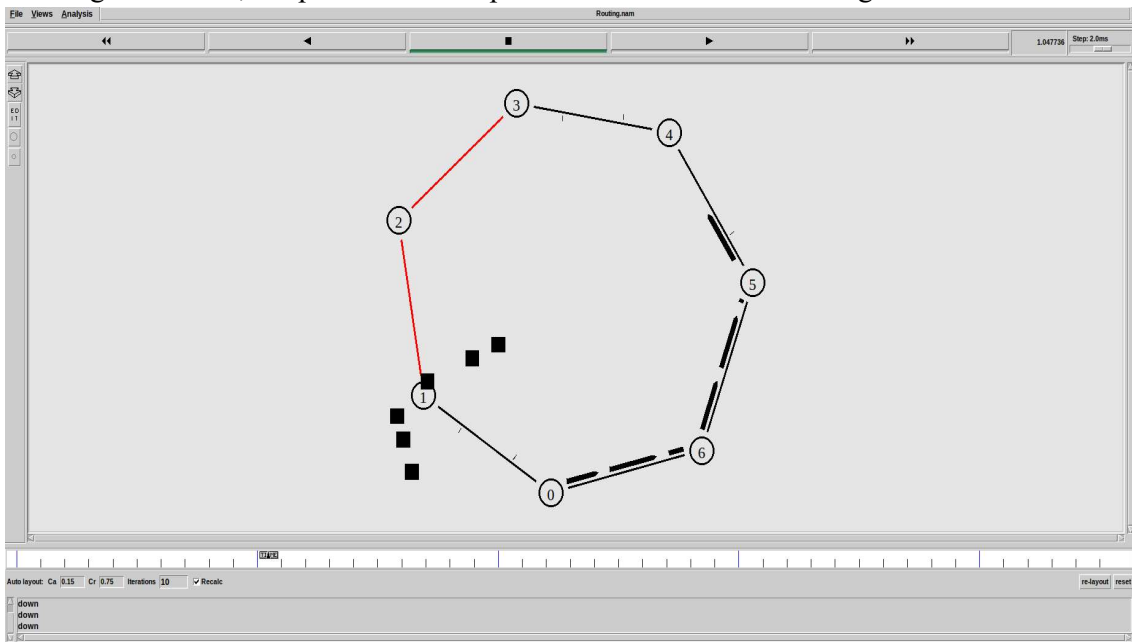 File Views Analysis Routing.nam
1.047736 Step: 2.0ms
E D
I T
3
4
2
5
1
6
0
Auto layout: Ca 0.15 Cr 0.75 Iterations 10 Recalc re-layout reset
down
down
down